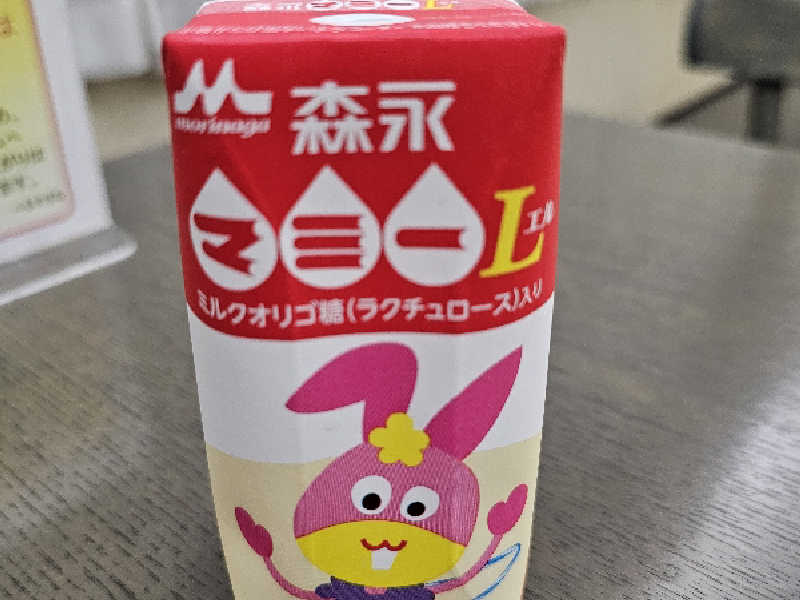 morinaga
森永
マミー L エル
ミルクオリゴ糖(ラクチュロース)入り